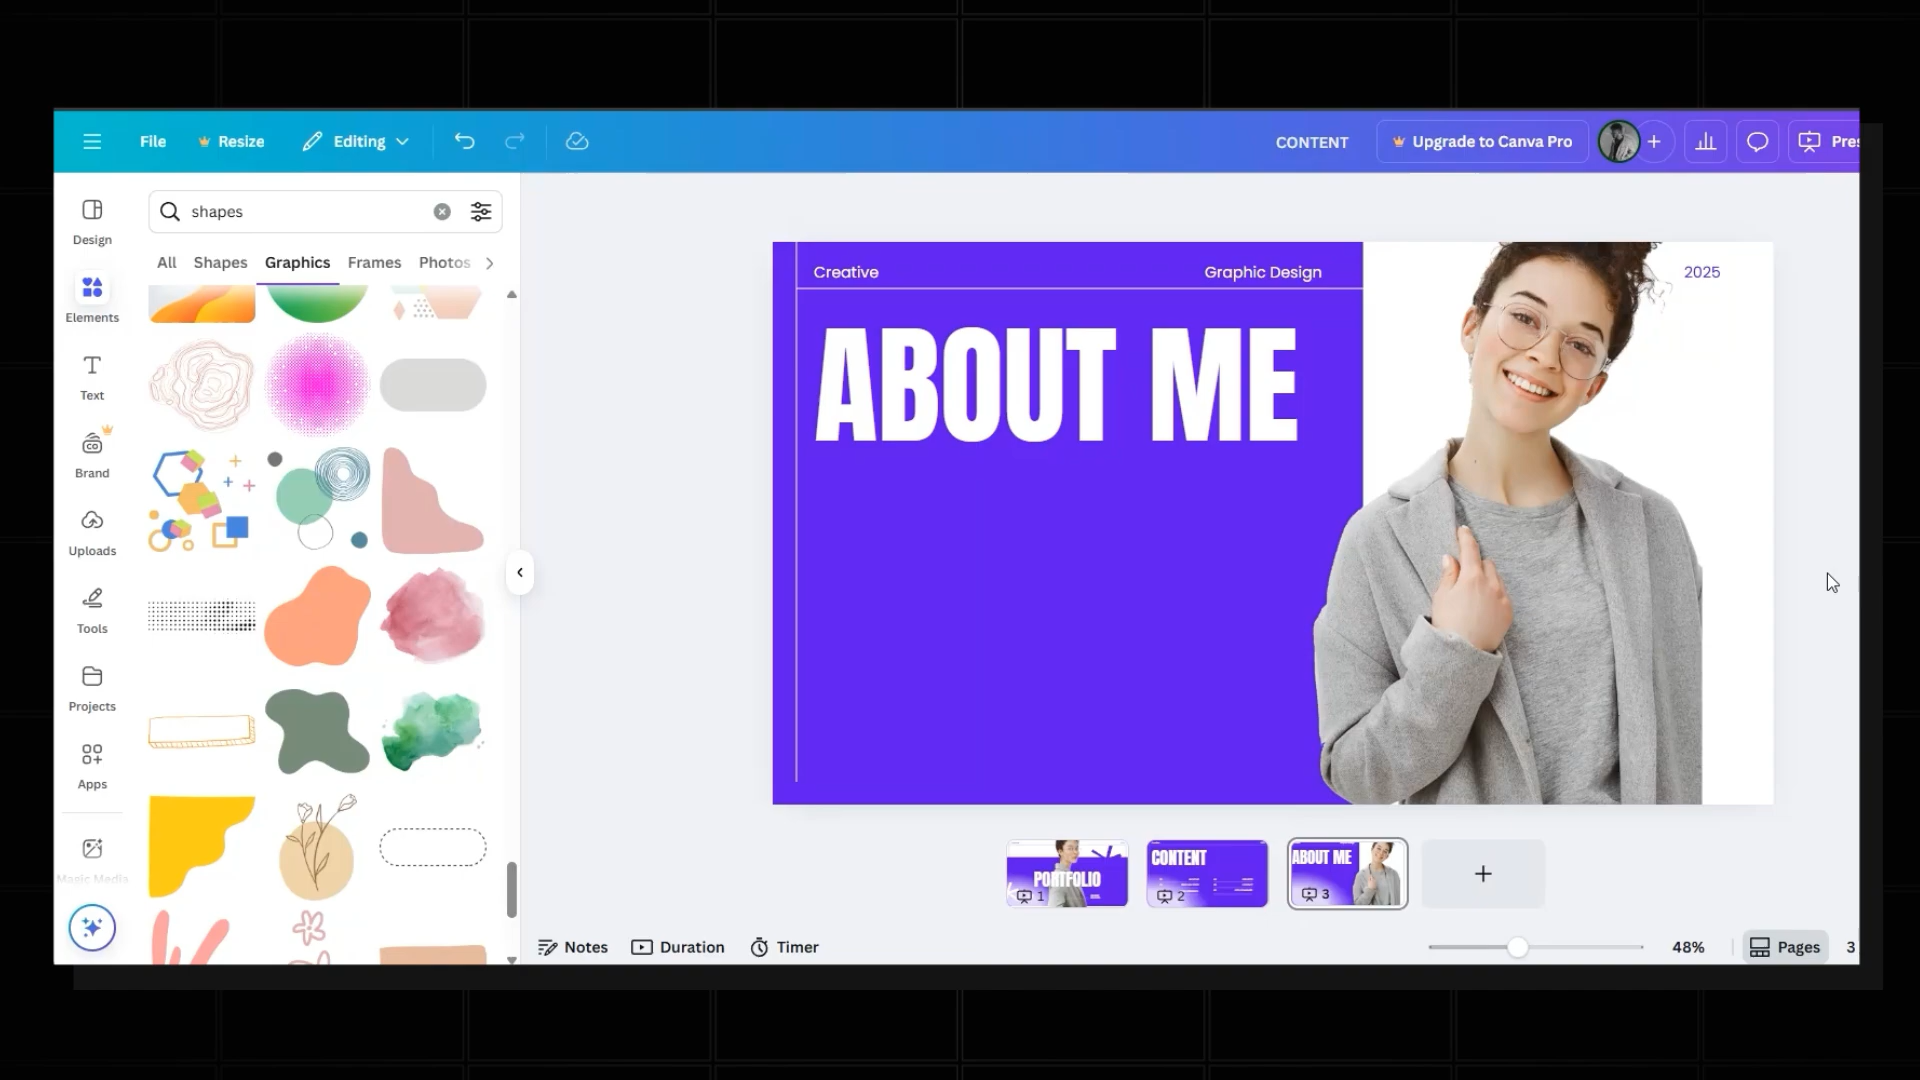 File
Resize
Editing
CONTENT
Upgrade to Canva Pro
Design
Elements
Text
Brand
Uploads
Tools
Projects
Apps
Magic Media
shapes
All Shapes Graphics Frames Photos
Creative
Graphic Design
2025
ABOUT ME
PORTFOLIO
1
CONTENT
2
ABOUT ME
3
Notes
Duration
Timer
48%
Pages
3